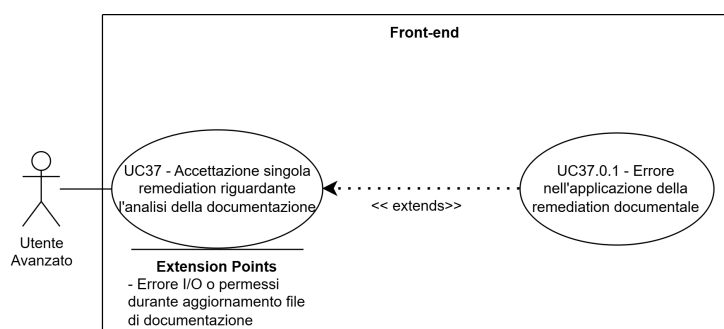 Front-end
UC37 - Accettazione singola
remediation riguardante
l'analisi della documentazione
UC37.0.1 - Errore
nell'applicazione della
remediation documentale
<< extends>>
Utente
Avanzato
Extension Points
- Errore I/O o permessi
durante aggiornamento file
di documentazione